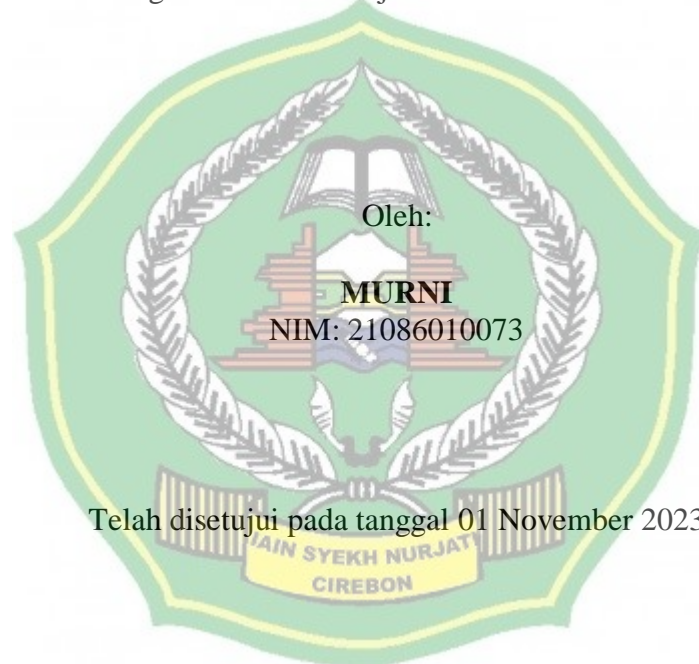 Oleh:
MURNI
NIM: 21086010073
Telah disetujui pada tanggal 01 November 2023
IAIN SYEKH NURJATI
CIREBON